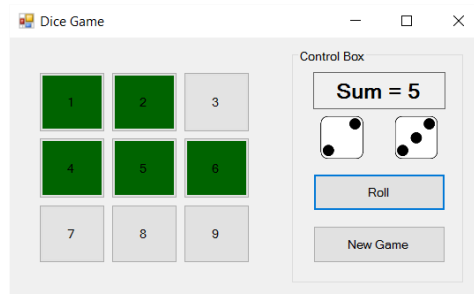 Dice Game
Control Box
1 2 3
Sum = 5
4 5 6
Roll
7 8 9
New Game